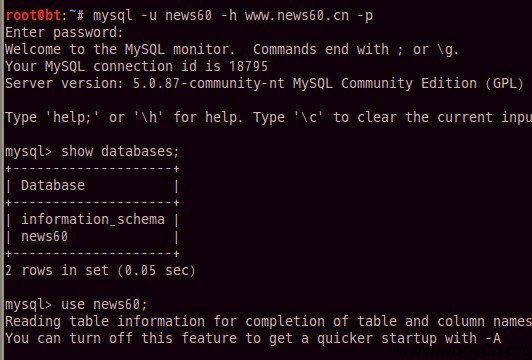 root@bt:~# mysql -u news60 -h www.news60.cn -p
Enter password:
Welcome to the MySQL monitor.  Commands end with ; or \g.
Your MySQL connection id is 18795
Server version: 5.0.87-community-nt MySQL Community Edition (GPL)
Type 'help;' or '\h' for help. Type '\c' to clear the current inpu
mysql> show databases;
+--------------------+
| Database           |
+--------------------+
| information_schema |
| news60             |
+--------------------+
2 rows in set (0.05 sec)
mysql> use news60;
Reading table information for completion of table and column names
You can turn off this feature to get a quicker startup with -A